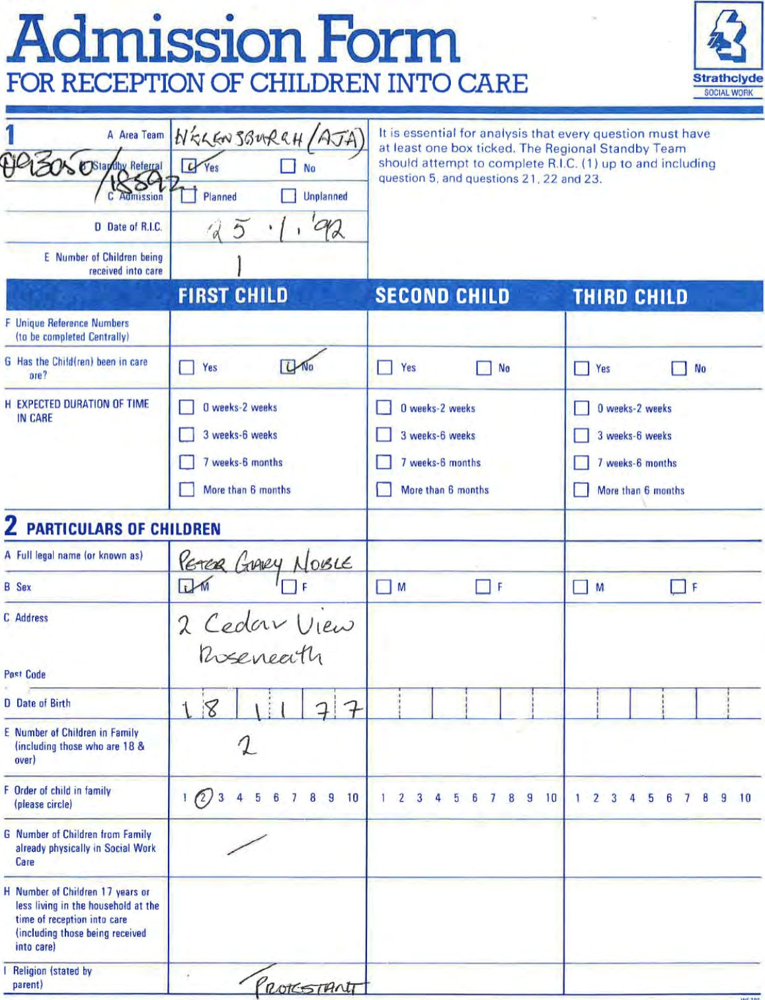 Admission Form
FOR RECEPTION OF CHILDREN INTO CARE
Strathclyde
SOCIAL WORK
1
A Area Team
HELENSBURGH (AJA)
It is essential for analysis that every question must have
at least one box ticked. The Regional Standby Team
should attempt to complete R.I.C. (1) up to and including
question 5, and questions 21, 22 and 23.
093050/
18592
Standby Referral
Yes No
C Admission
Planned Unplanned
D Date of R.I.C.
25 . 1 . '92
E Number of Children being
received into care
1
FIRST CHILD SECOND CHILD THIRD CHILD
F Unique Reference Numbers
(to be completed Centrally)
G Has the Child(ren) been in care
ore?
Yes No Yes No Yes No
H EXPECTED DURATION OF TIME
IN CARE
0 weeks-2 weeks 0 weeks-2 weeks 0 weeks-2 weeks
3 weeks-6 weeks 3 weeks-6 weeks 3 weeks-6 weeks
7 weeks-6 months 7 weeks-6 months 7 weeks-6 months
More than 6 months More than 6 months More than 6 months
2 PARTICULARS OF CHILDREN
A Full legal name (or known as)
PETER GARY NOBLE
B Sex
M F M F M F
C Address
2 Cedar View
Roseneath
Post Code
D Date of Birth
18 11 77
E Number of Children in Family
(including those who are 18 &
over)
2
F Order of child in family
(please circle)
1 2 3 4 5 6 7 8 9 10 1 2 3 4 5 6 7 8 9 10 1 2 3 4 5 6 7 8 9 10
G Number of Children from Family
already physically in Social Work
Care
H Number of Children 17 years or
less living in the household at the
time of reception into care
(including those being received
into care)
I Religion (stated by
parent)
PROTESTANT